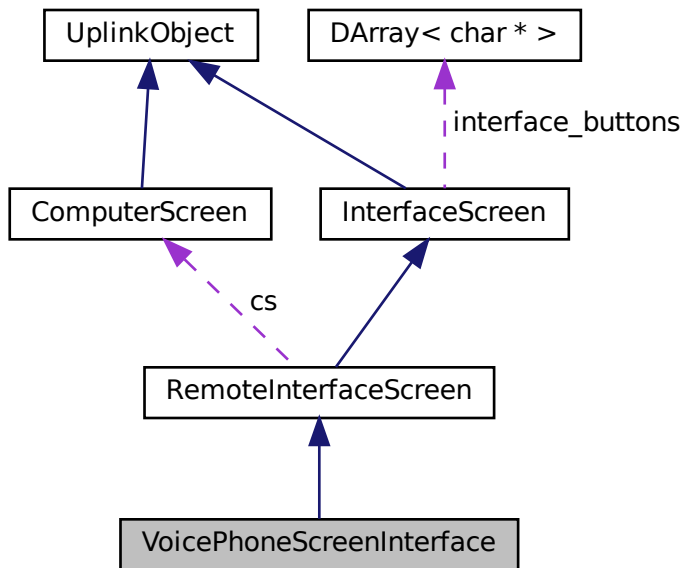 UplinkObject
DArray< char * >
interface_buttons
ComputerScreen
InterfaceScreen
cs
RemoteInterfaceScreen
VoicePhoneScreenInterface